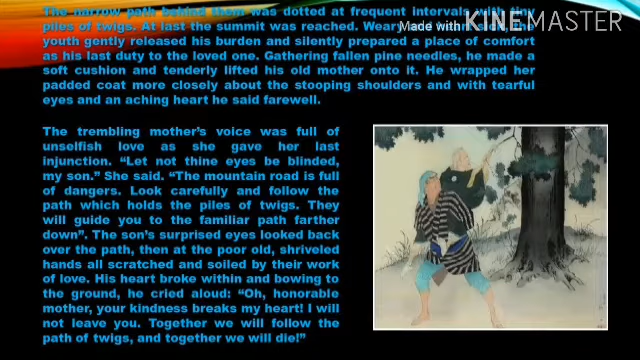 The narrow path behind them was dotted at frequent intervals with tiny
piles of twigs. At last the summit was reached. Weary and the
youth gently released his burden and silently prepared a place of comfort
as his last duty to the loved one. Gathering fallen pine needles, he made a
soft cushion and tenderly lifted his old mother onto it. He wrapped her
padded coat more closely about the stooping shoulders and with tearful
eyes and an aching heart he said farewell.
Made with KINEMASTER
The trembling mother's voice was full of
unselfish love as she gave her last
injunction. “Let not thine eyes be blinded,
my son.” She said. “The mountain road is full
of dangers. Look carefully and follow the
path which holds the piles of twigs. They
will guide you to the familiar path farther
down”. The son's surprised eyes looked back
over the path, then at the poor old, shriveled
hands all scratched and soiled by their work
of love. His heart broke within and bowing to
the ground, he cried aloud: “Oh, honorable
mother, your kindness breaks my heart! I will
not leave you. Together we will follow the
path of twigs, and together we will die!”